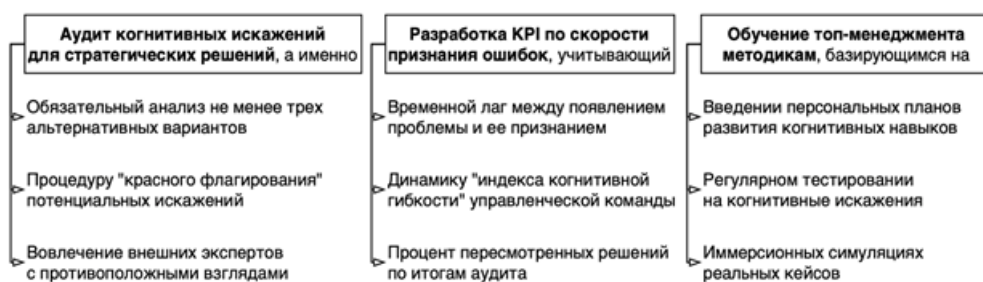 Аудит когнитивных искажений
для стратегических решений, а именно
Обязательный анализ не менее трех
альтернативных вариантов
Процедуру "красного флагирования"
потенциальных искажений
Вовлечение внешних экспертов
с противоположными взглядами
Разработка KPI по скорости
признания ошибок, учитывающий
Временной лаг между появлением
проблемы и ее признанием
Динамику "индекса когнитивной
гибкости" управленческой команды
Процент пересмотренных решений
по итогам аудита
Обучение топ-менеджмента
методикам, базирующимся на
Введении персональных планов
развития когнитивных навыков
Регулярном тестировании
на когнитивные искажения
Иммерсионных симуляциях
реальных кейсов